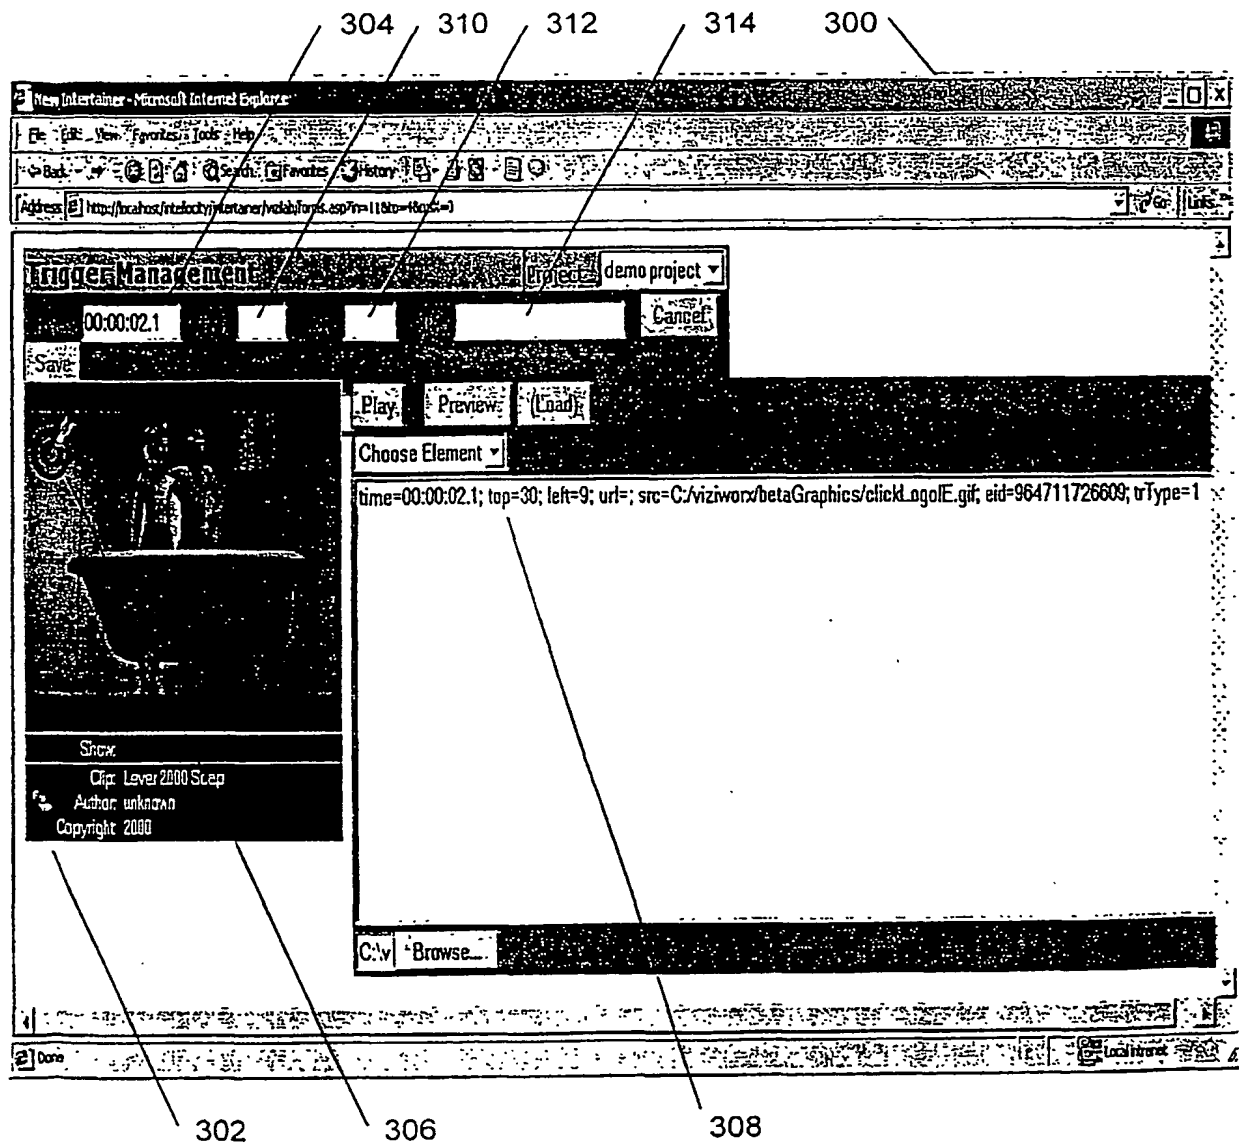 304 310 312 314 300
New Intertainer - Microsoft Internet Explorer
File Edit View Favorites Tools Help
Back Search Favorites History
Address Go Links
Trigger Management Project: demo project
00:00:02.1 Cancel
Save
Play Preview (Load)
Choose Element
time=00:00:02.1; top=30; left=9; url=; src=C:/viziworx/betaGraphics/clickLogoIE.gif; eid=964711726609; trType=1
Show:
Clip: Lever 2000 Soap
Author: unknown
Copyright: 2000
C:\v Browse...
Done Local intranet
302 306 308